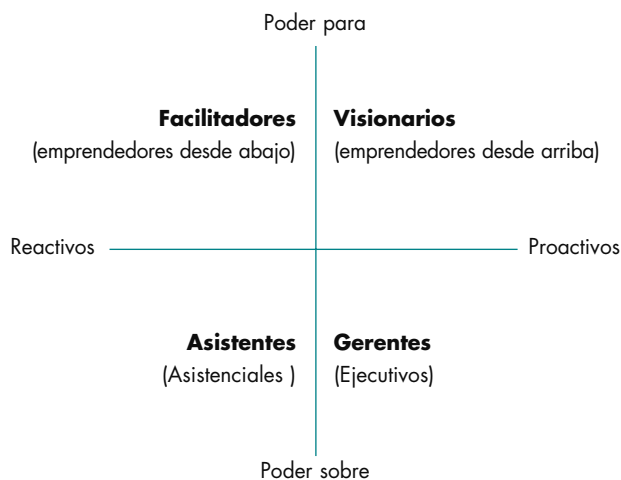 Poder para
Facilitadores
(emprendedores desde abajo)
Visionarios
(emprendedores desde arriba)
Reactivos
Proactivos
Asistentes
(Asistenciales )
Gerentes
(Ejecutivos)
Poder sobre